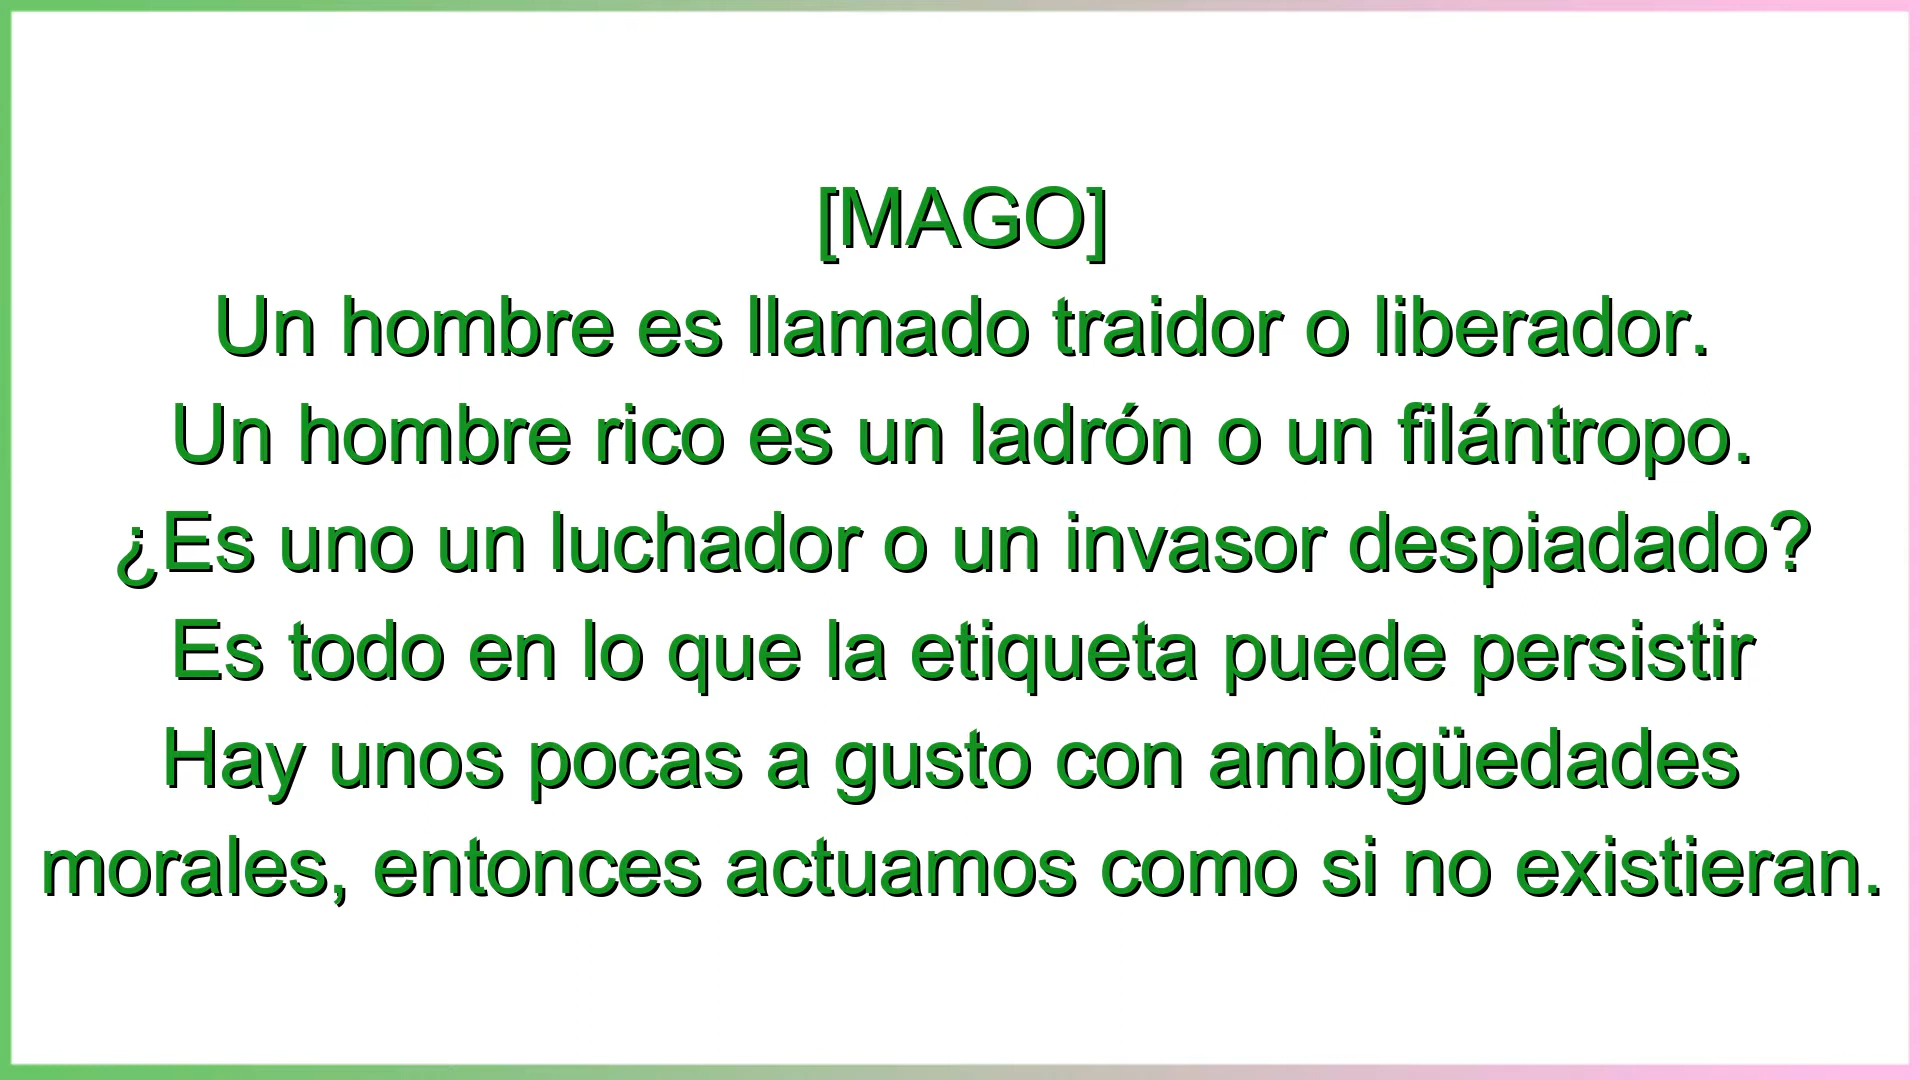 [MAGO]
Un hombre es llamado traidor o liberador.
Un hombre rico es un ladrón o un filántropo.
¿Es uno un luchador o un invasor despiadado?
Es todo en lo que la etiqueta puede persistir
Hay unos pocas a gusto con ambigüedades
morales, entonces actuamos como si no existieran.